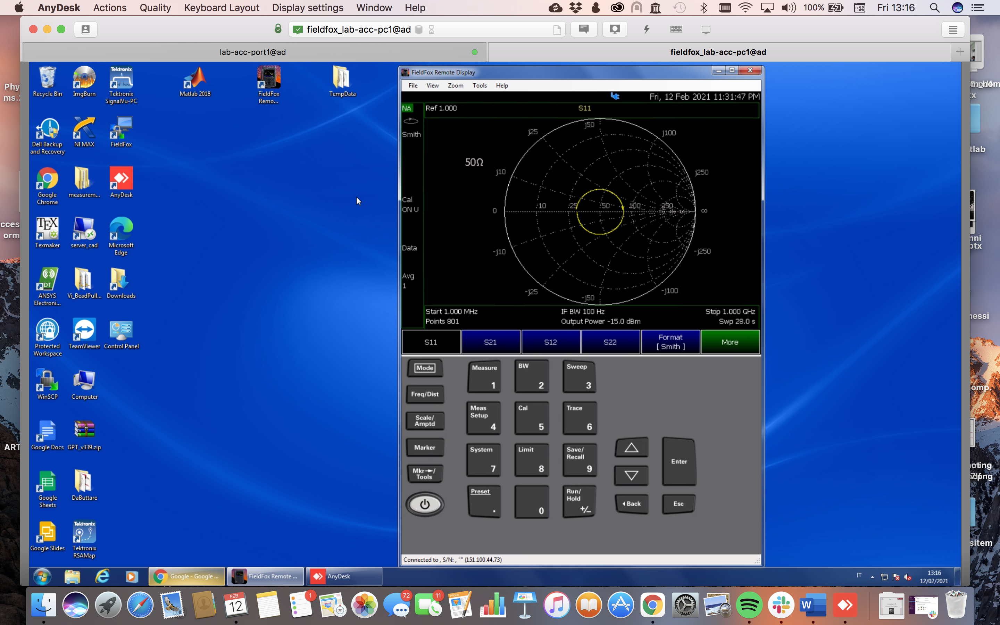 AnyDesk Actions Quality Keyboard Layout Display settings Window Help 100% Fri 13:16
fieldfox_lab-acc-pc1@ad
lab-acc-port1@ad
fieldfox_lab-acc-pc1@ad
Recycle Bin
ImgBurn
Tektronix
Tektronix SignalVu-PC
Matlab 2018
FieldFox Remo...
TempData
Dell Backup and Recovery
NI MAX
FieldFox
Google Chrome
measurem...
AnyDesk
TEX
Texmaker
server_cad
Microsoft Edge
DT
ANSYS Electroni...
Vi_BeadPull...
Downloads
Protected Workspace
TeamViewer
Control Panel
WinSCP
Computer
Google Docs
GPT_v339.zip
Google Sheets
DaButtare
Google Slides
Tektronix
Tektronix RSAMap
FieldFox Remote Display
File View Zoom Tools Help
Fri, 12 Feb 2021 11:31:47 PM
NA Ref 1.000 S11
Smith
50Ω
j50
j25 j100
j10 j250
Cal
ON U
0 10 25 50 100 250 ∞
Data
-j10 -j250
Avg
1
-j25 -j50 -j100
Start 1.000 MHz IF BW 100 Hz Stop 1.000 GHz
Points 801 Output Power -15.0 dBm Swp 28.0 s
S11 S21 S12 S22 Format [ Smith ] More
Mode Measure 1 BW 2 Sweep 3
Freq/Dist
Scale/ Amptd Meas Setup 4 Cal 5 Trace 6
Marker System 7 Limit 8 Save/ Recall 9 Enter
Mkr→/ Tools
Preset . 0 Run/ Hold +/− Back Esc
Connected to , S/N: , "" (151.100.44.73)
Google - Google ... FieldFox Remote ... AnyDesk IT 13:16
12/02/2021
Phy
ms.
ccess
orm
ART
tlab
nni
ptx
nessi
omp.
sitem
FEB
12
1
280
3D
72
11
PAGES
W